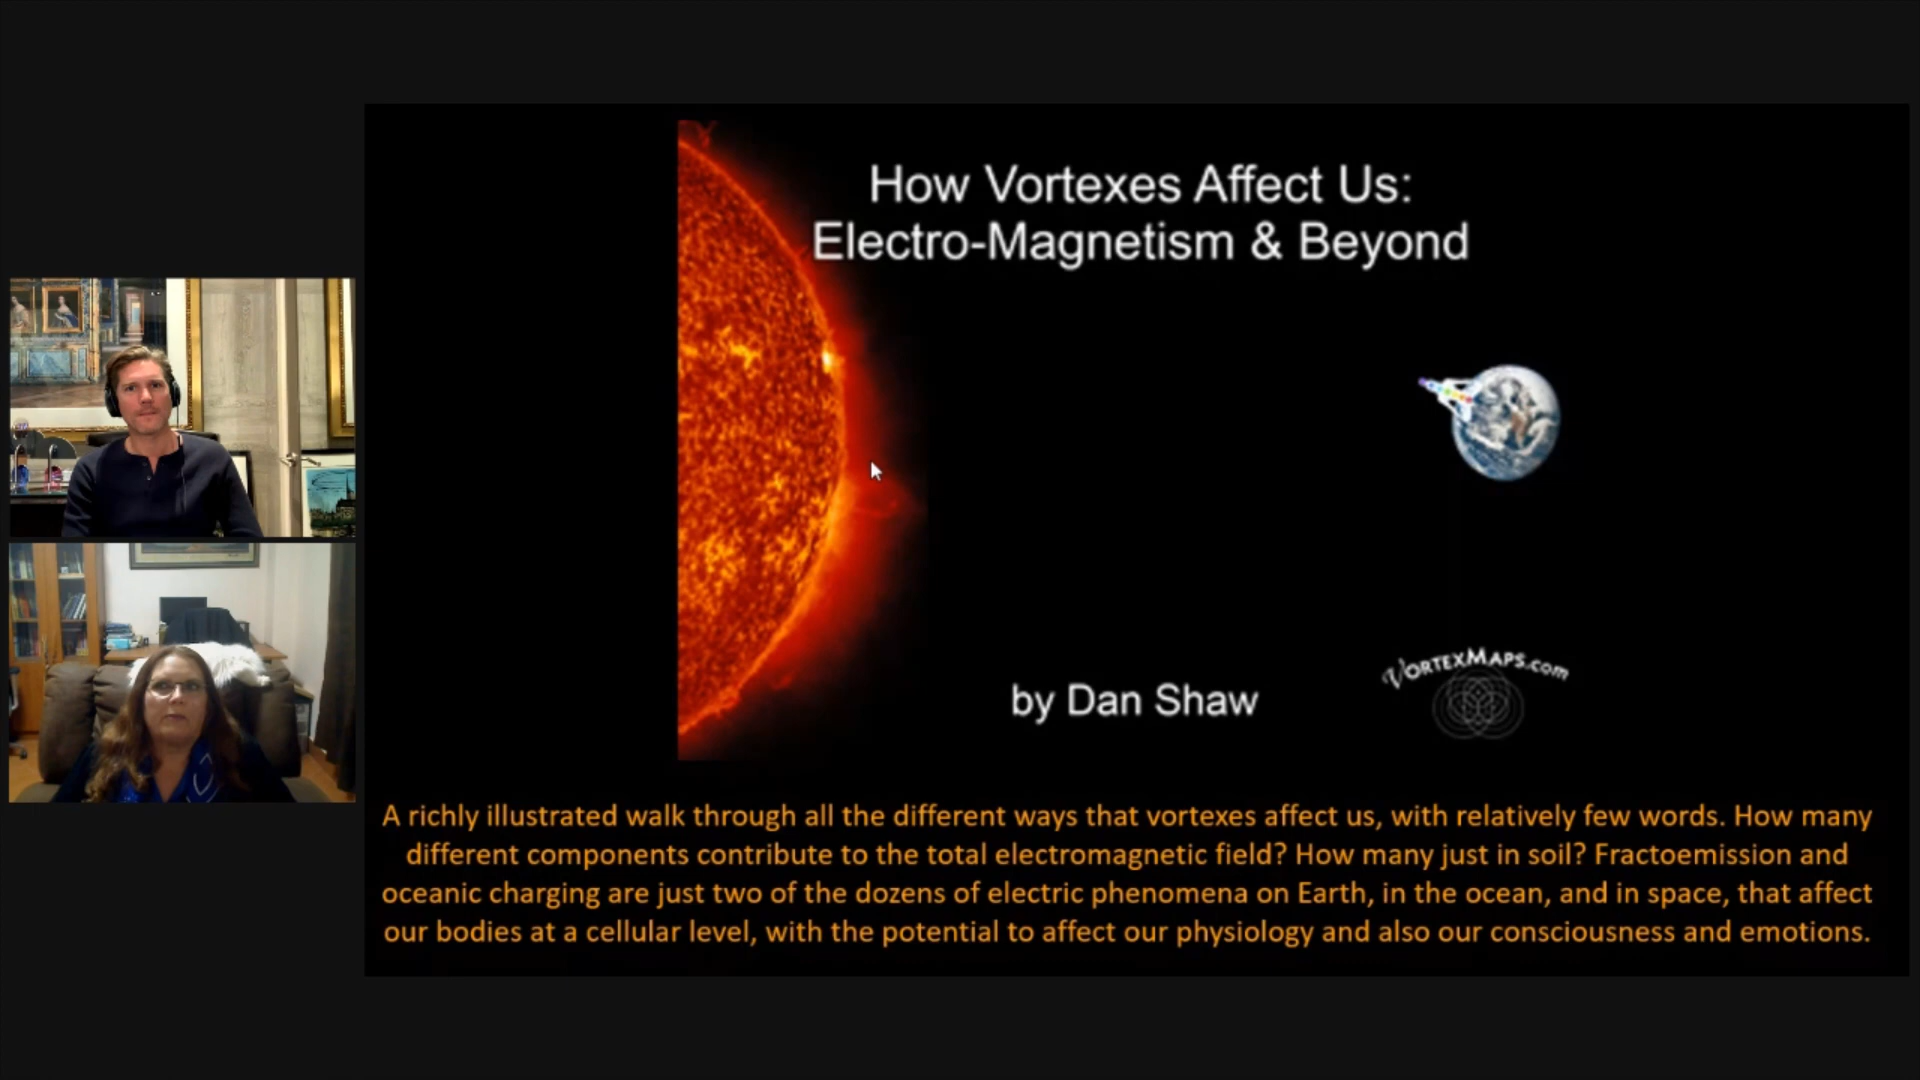 How Vortexes Affect Us:
Electro-Magnetism & Beyond
by Dan Shaw
VORTEXMAPS.com
A richly illustrated walk through all the different ways that vortexes affect us, with relatively few words. How many
different components contribute to the total electromagnetic field? How many just in soil? Fractoemission and
oceanic charging are just two of the dozens of electric phenomena on Earth, in the ocean, and in space, that affect
our bodies at a cellular level, with the potential to affect our physiology and also our consciousness and emotions.